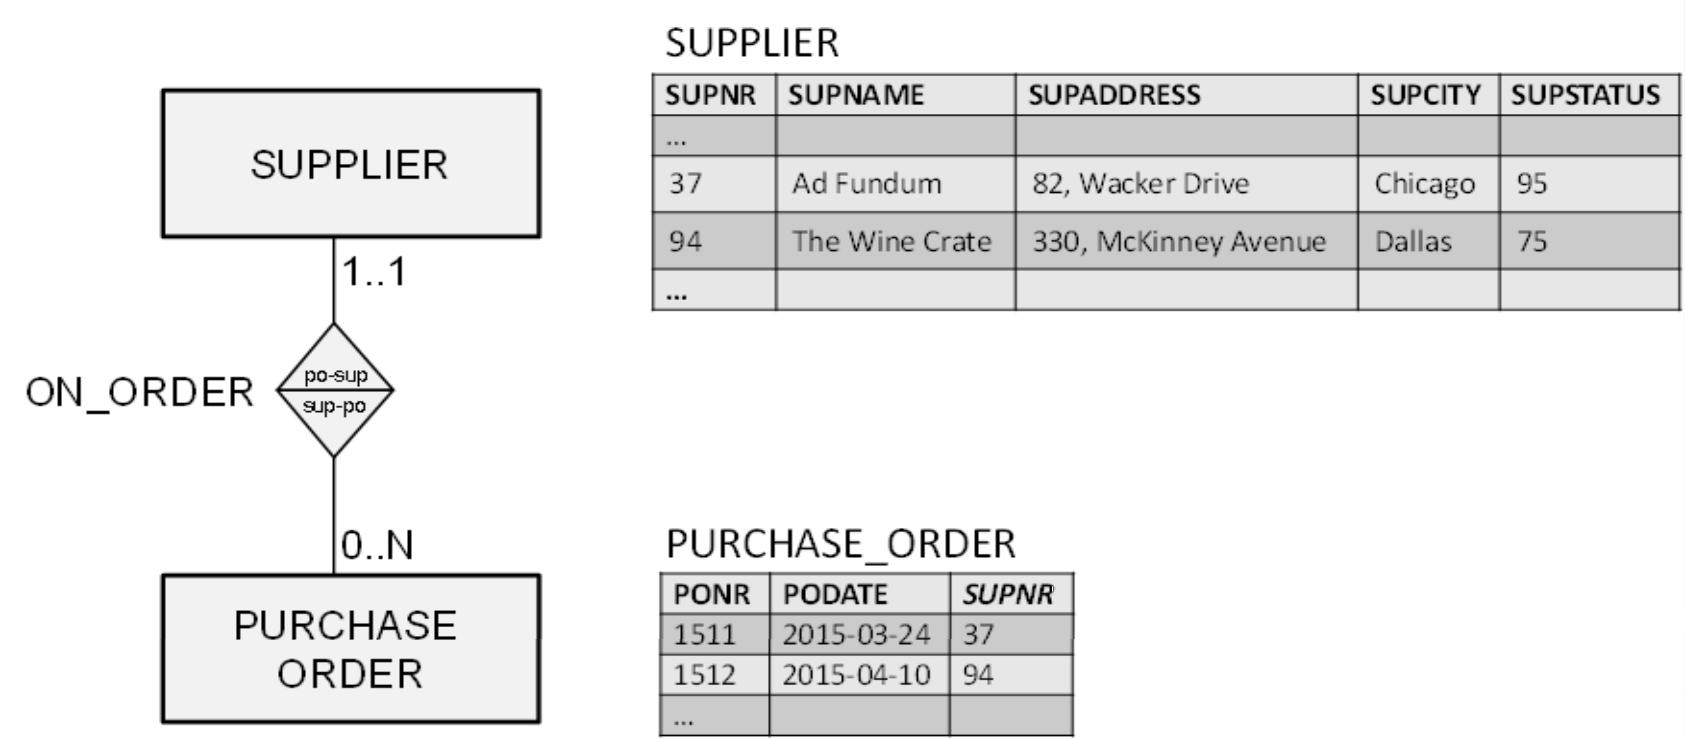 SUPPLIER
1..1
ON_ORDER
po-sup
sup-po
0..N
PURCHASE
ORDER
SUPPLIER
SUPNR SUPNAME SUPADDRESS SUPCITY SUPSTATUS
...
37 Ad Fundum 82, Wacker Drive Chicago 95
94 The Wine Crate 330, McKinney Avenue Dallas 75
...
PURCHASE_ORDER
PONR PODATE SUPNR
1511 2015-03-24 37
1512 2015-04-10 94
...